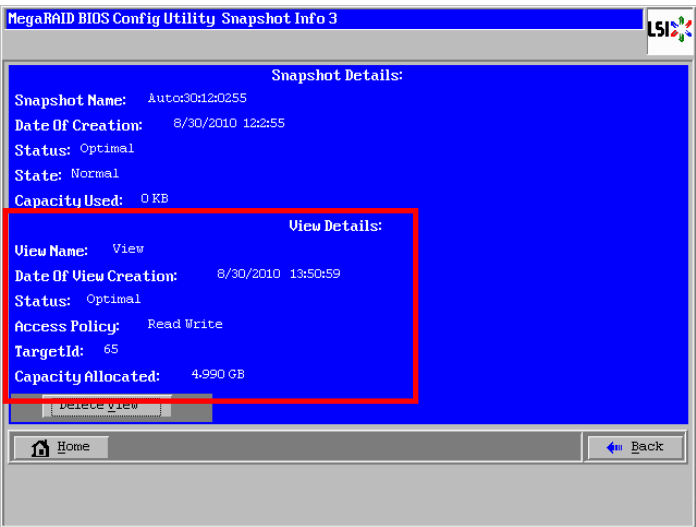 MegaRAID BIOS Config Utility Snapshot Info 3
LSI
Snapshot Details:
Snapshot Name: Auto:30:12:0255
Date Of Creation: 8/30/2010 12:2:55
Status: Optimal
State: Normal
Capacity Used: 0 KB
View Details:
View Name: View
Date Of View Creation: 8/30/2010 13:50:59
Status: Optimal
Access Policy: Read Write
TargetId: 65
Capacity Allocated: 4.990 GB
Delete View
Home
Back